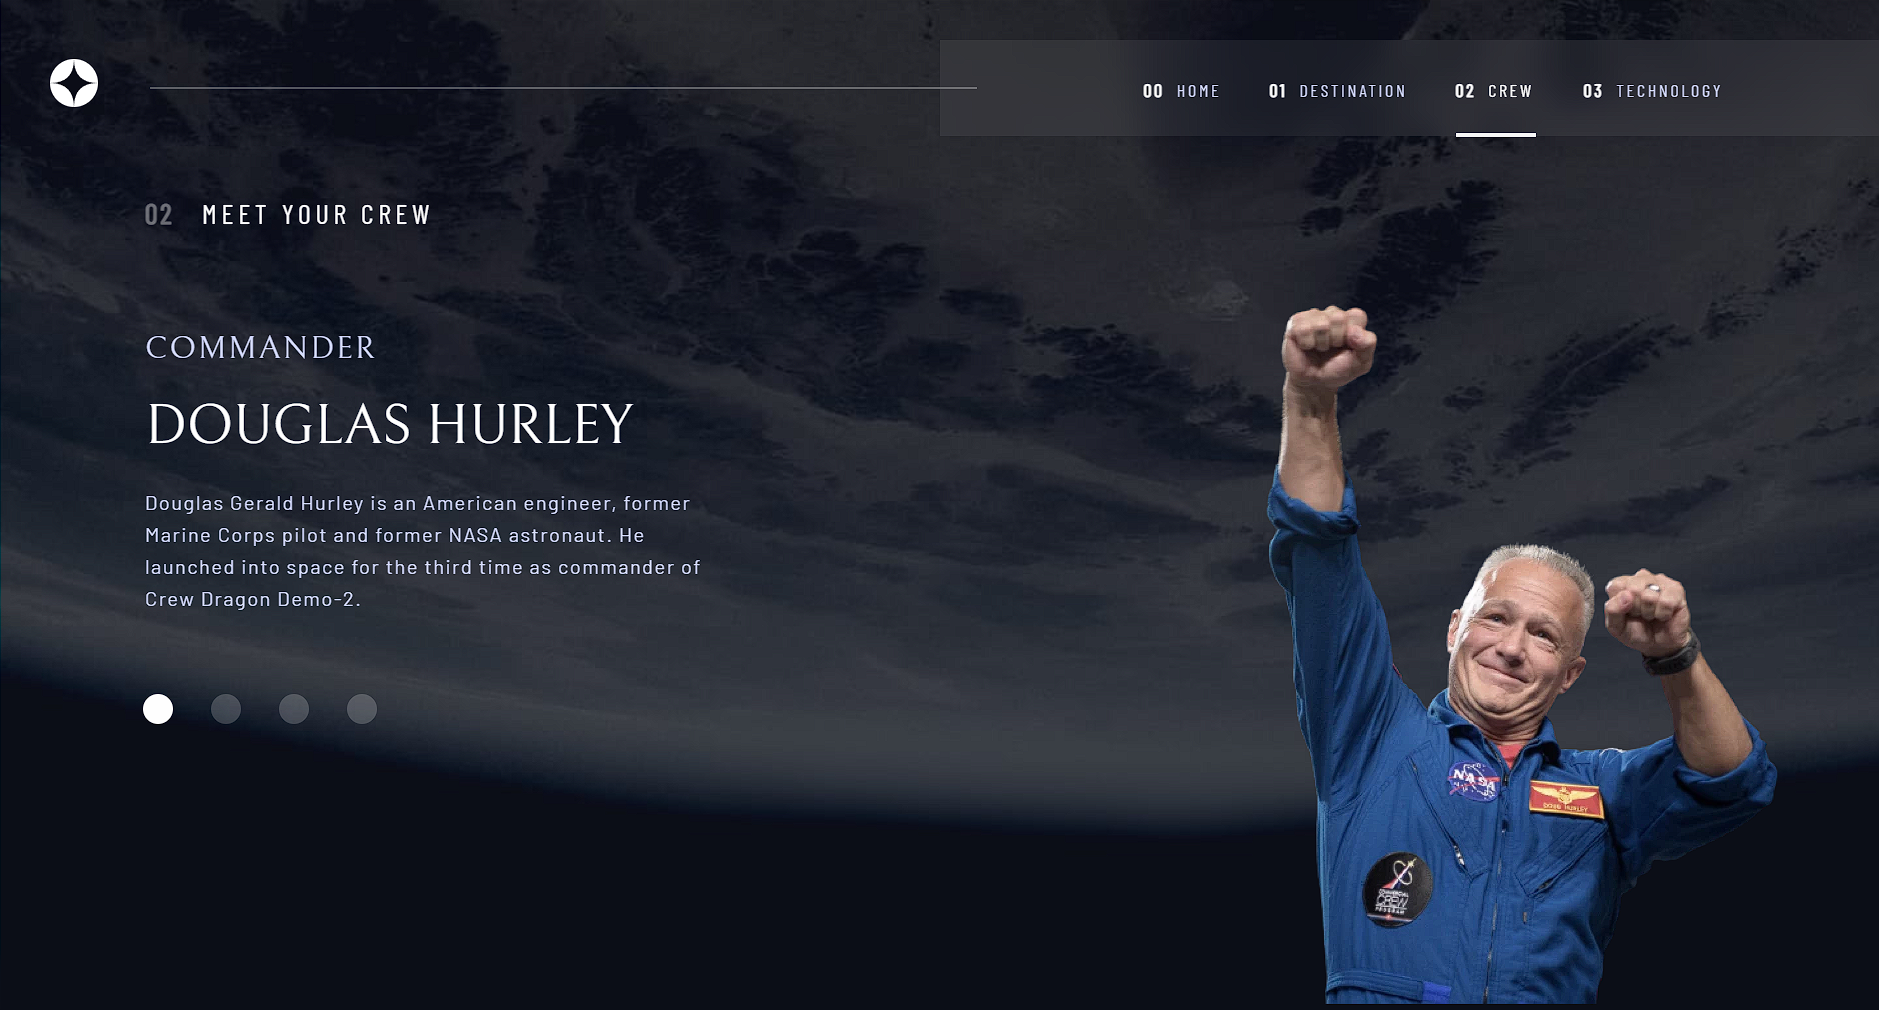 00 HOME 01 DESTINATION 02 CREW 03 TECHNOLOGY
02 MEET YOUR CREW
COMMANDER
DOUGLAS HURLEY
Douglas Gerald Hurley is an American engineer, former
Marine Corps pilot and former NASA astronaut. He
launched into space for the third time as commander of
Crew Dragon Demo-2.
NASA
DOUG HURLEY
COMMERCIAL
CREW
PROGRAM